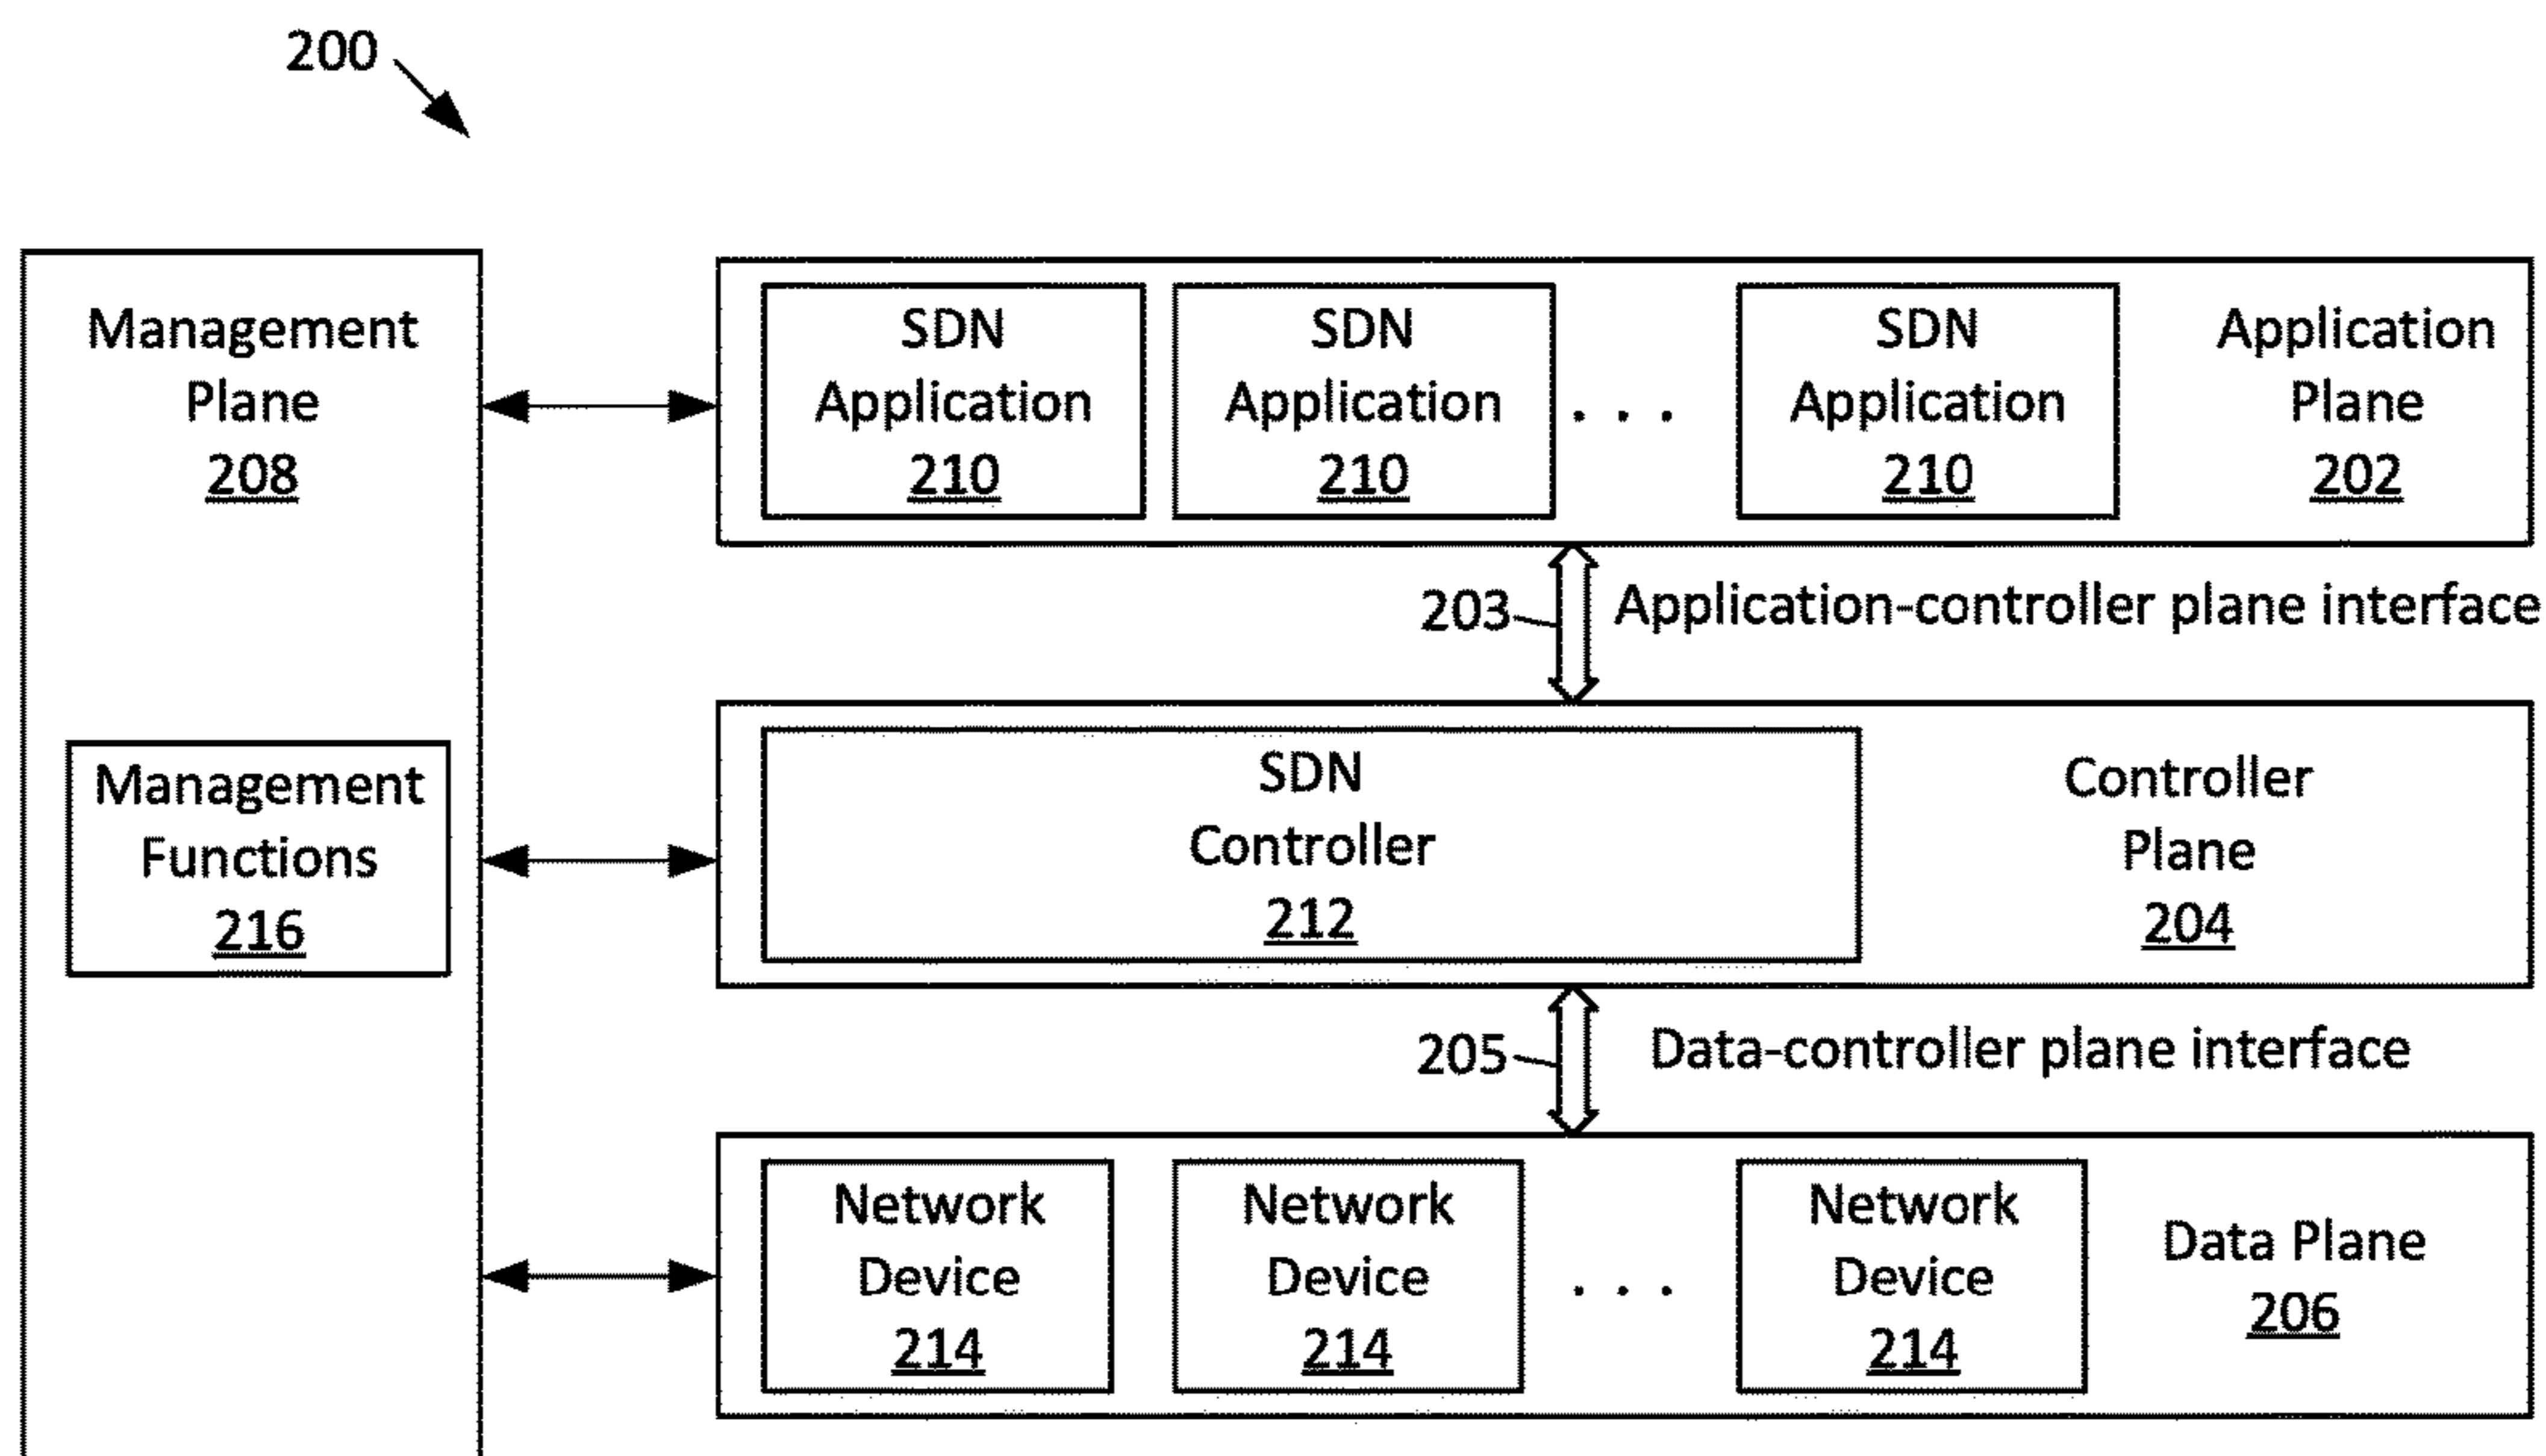 200
Management
Plane
208
Management
Functions
216
SDN
Application
210
SDN
Application
210
. . .
SDN
Application
210
Application
Plane
202
203
Application-controller plane interface
SDN
Controller
212
Controller
Plane
204
205
Data-controller plane interface
Network
Device
214
Network
Device
214
. . .
Network
Device
214
Data Plane
206